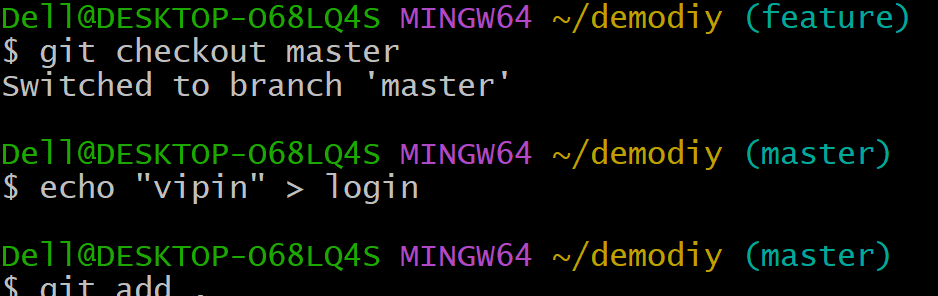 Dell@DESKTOP-O68LQ4S MINGW64 ~/demodiy (feature)
$ git checkout master
Switched to branch 'master'
Dell@DESKTOP-O68LQ4S MINGW64 ~/demodiy (master)
$ echo "vipin" > login
Dell@DESKTOP-O68LQ4S MINGW64 ~/demodiy (master)
$ git add .